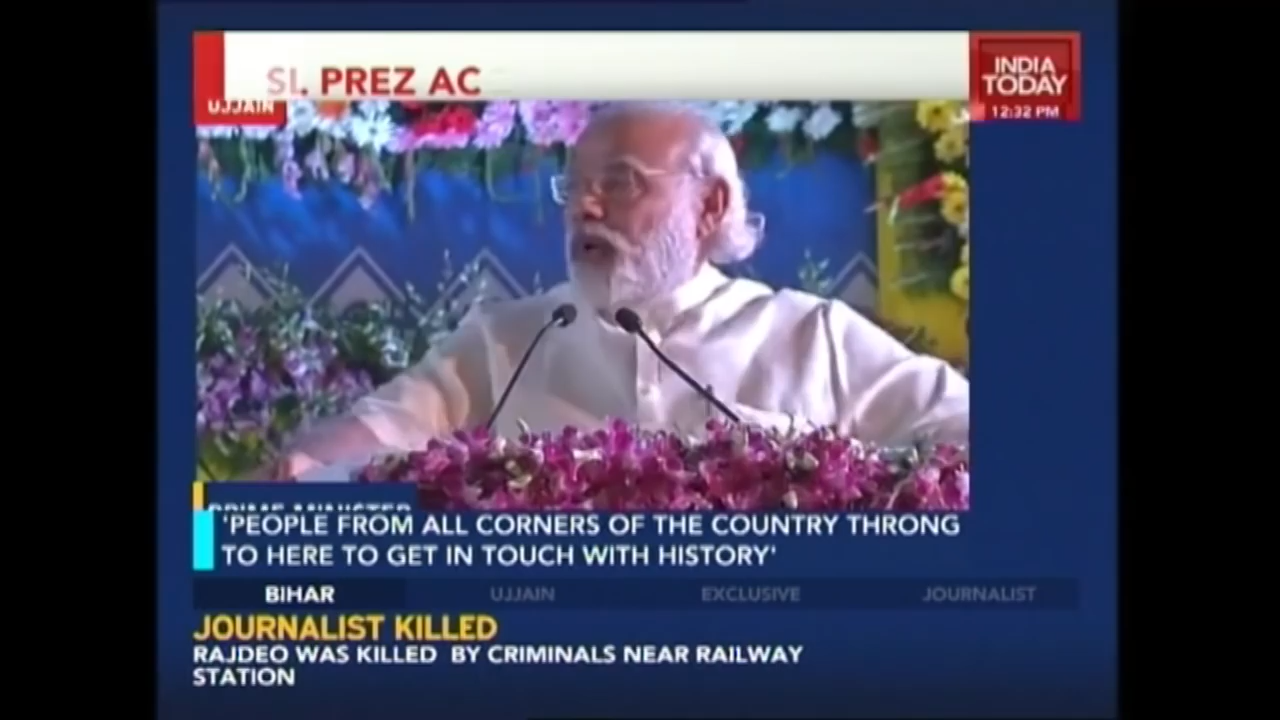 SL PREZ AC
INDIA
TODAY
12:32 PM
UJJAIN
PRIME MINISTER
'PEOPLE FROM ALL CORNERS OF THE COUNTRY THRONG
TO HERE TO GET IN TOUCH WITH HISTORY'
BIHAR UJJAIN EXCLUSIVE JOURNALIST
JOURNALIST KILLED
RAJDEO WAS KILLED BY CRIMINALS NEAR RAILWAY
STATION